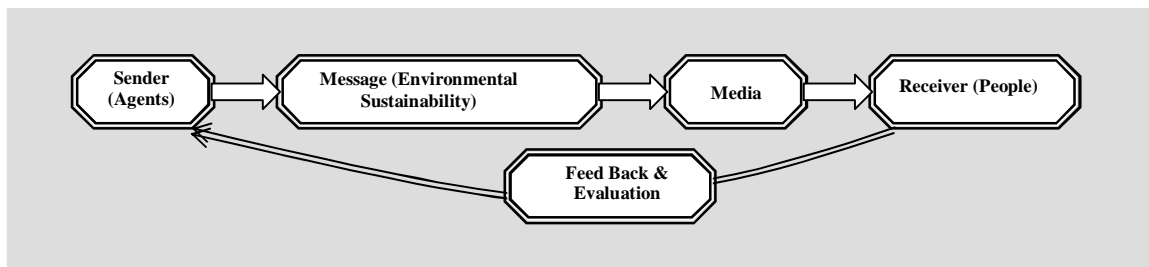 Sender
(Agents)
Message (Environmental
Sustainability)
Media
Receiver (People)
Feed Back &
Evaluation